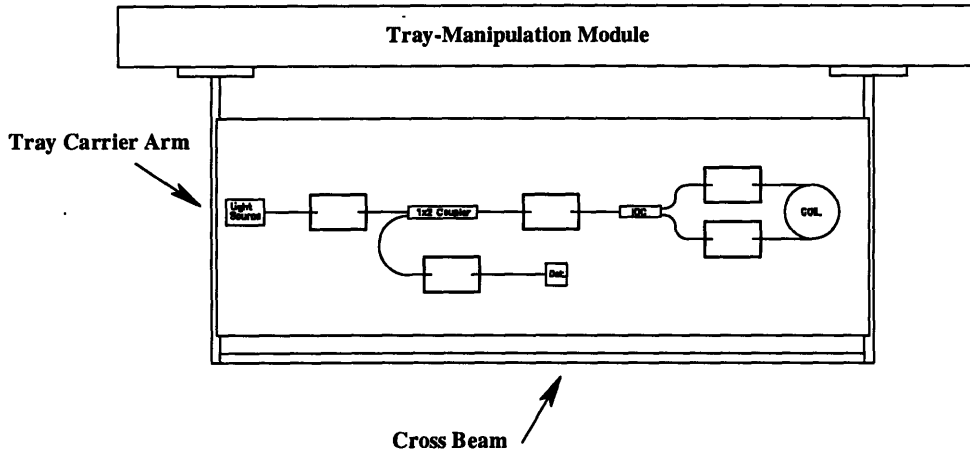 Tray-Manipulation Module
Tray Carrier Arm
Light
Source
1x2 Coupler
IOC
COIL
Det.
Cross Beam